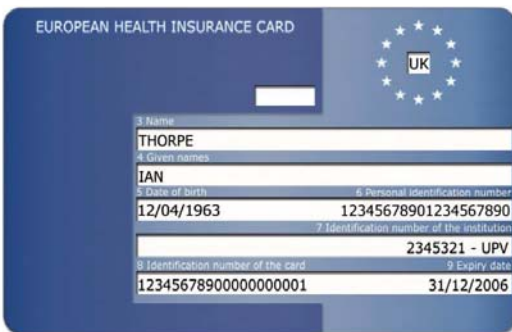 EUROPEAN HEALTH INSURANCE CARD
UK
3 Name
THORPE
4 Given names
IAN
5 Date of birth 6 Personal identification number
12/04/1963 12345678901234567890
7 Identification number of the institution
2345321 - UPV
8 Identification number of the card 9 Expiry date
12345678900000000001 31/12/2006